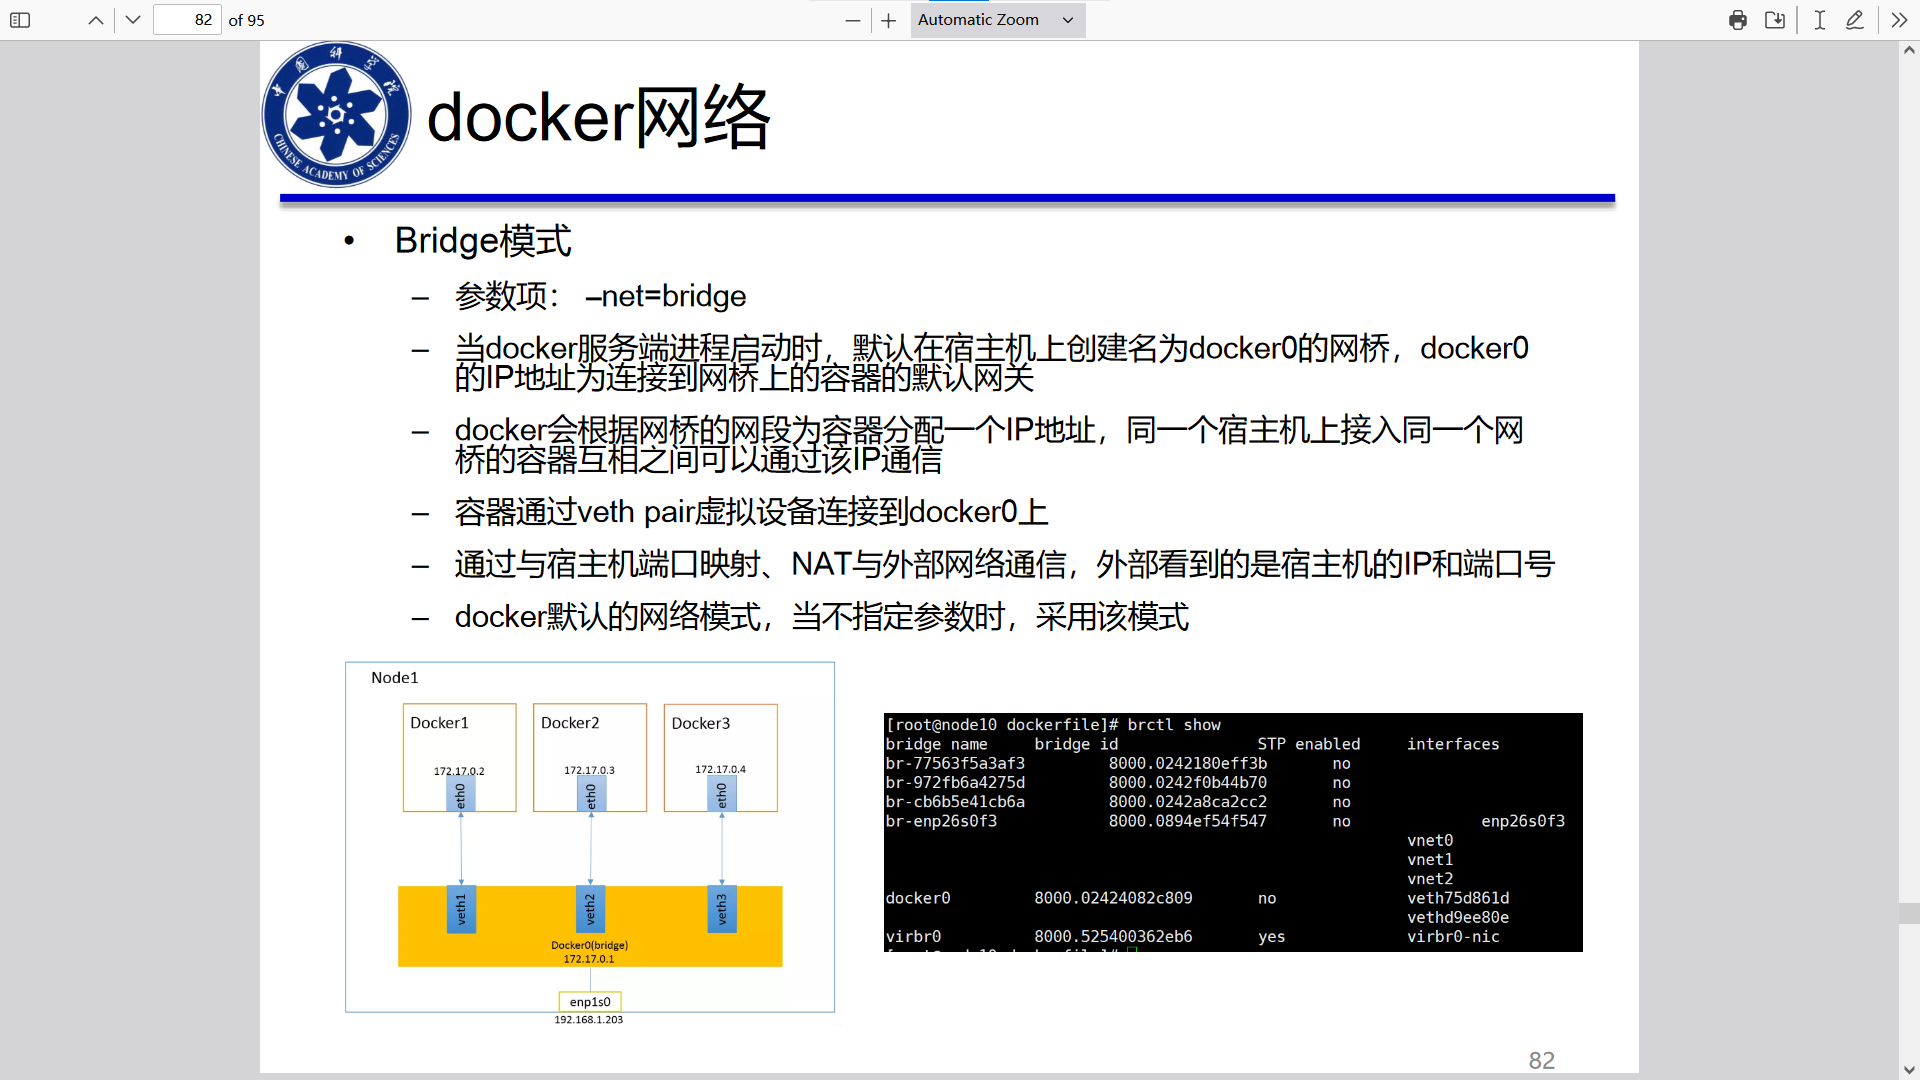 82 of 95 Automatic Zoom
中国科学院
CHINESE ACADEMY OF SCIENCES
docker网络
• Bridge模式
– 参数项： –net=bridge
– 当docker服务端进程启动时，默认在宿主机上创建名为docker0的网桥，docker0
的IP地址为连接到网桥上的容器的默认网关
– docker会根据网桥的网段为容器分配一个IP地址，同一个宿主机上接入同一个网
桥的容器互相之间可以通过该IP通信
– 容器通过veth pair虚拟设备连接到docker0上
– 通过与宿主机端口映射、NAT与外部网络通信，外部看到的是宿主机的IP和端口号
– docker默认的网络模式，当不指定参数时，采用该模式
Node1
Docker1 Docker2 Docker3
172.17.0.2 172.17.0.3 172.17.0.4
eth0 eth0 eth0
veth1 veth2 veth3
Docker0(bridge)
172.17.0.1
enp1s0
192.168.1.203
[root@node10 dockerfile]# brctl show
bridge name bridge id STP enabled interfaces
br-77563f5a3af3 8000.0242180eff3b no
br-972fb6a4275d 8000.0242f0b44b70 no
br-cb6b5e41cb6a 8000.0242a8ca2cc2 no
br-enp26s0f3 8000.0894ef54f547 no enp26s0f3
vnet0
vnet1
vnet2
docker0 8000.02424082c809 no veth75d861d
vethd9ee80e
virbr0 8000.525400362eb6 yes virbr0-nic
82